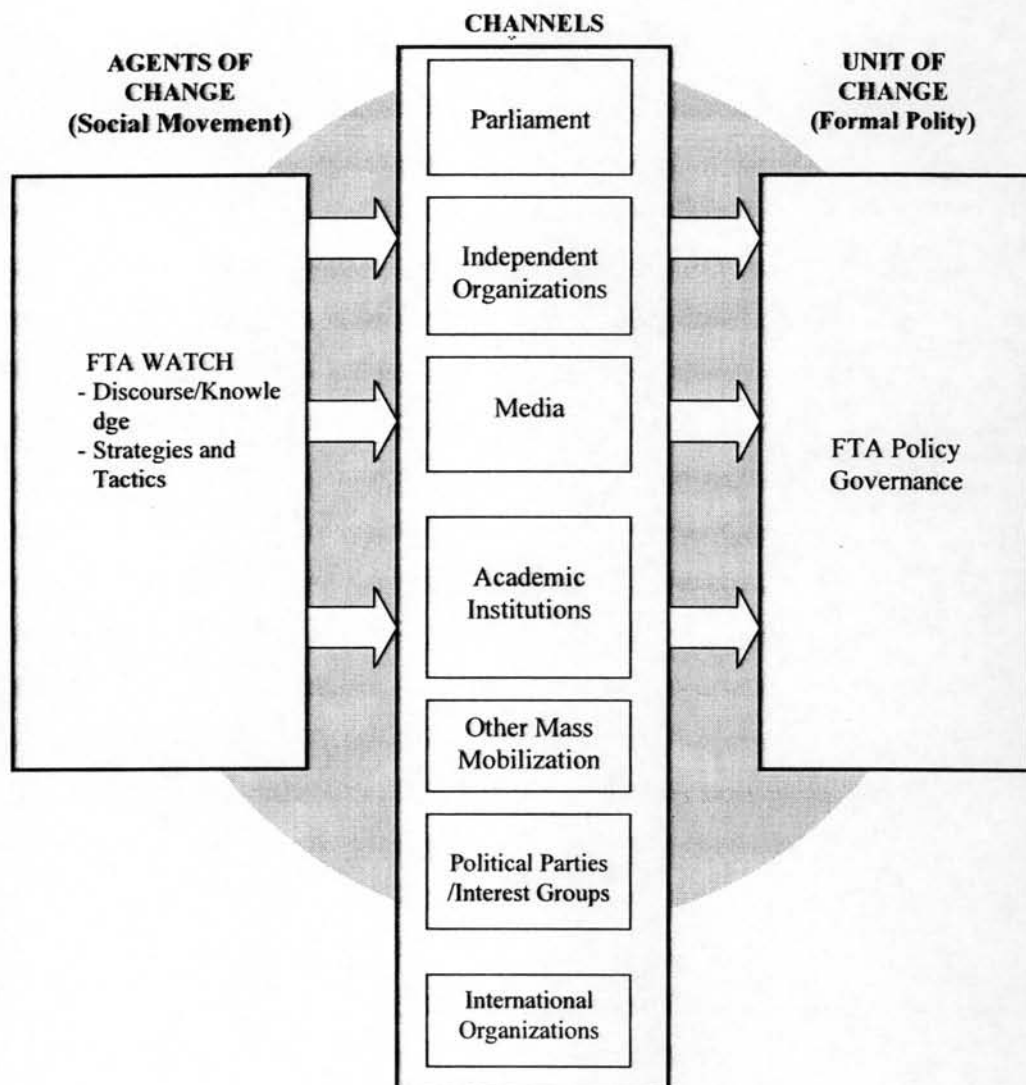 CHANNELS
AGENTS OF
CHANGE
(Social Movement)
UNIT OF
CHANGE
(Formal Polity)
FTA WATCH
- Discourse/Knowle
dge
- Strategies and
Tactics
Parliament
Independent
Organizations
Media
Academic
Institutions
Other Mass
Mobilization
Political Parties
/Interest Groups
International
Organizations
FTA Policy
Governance